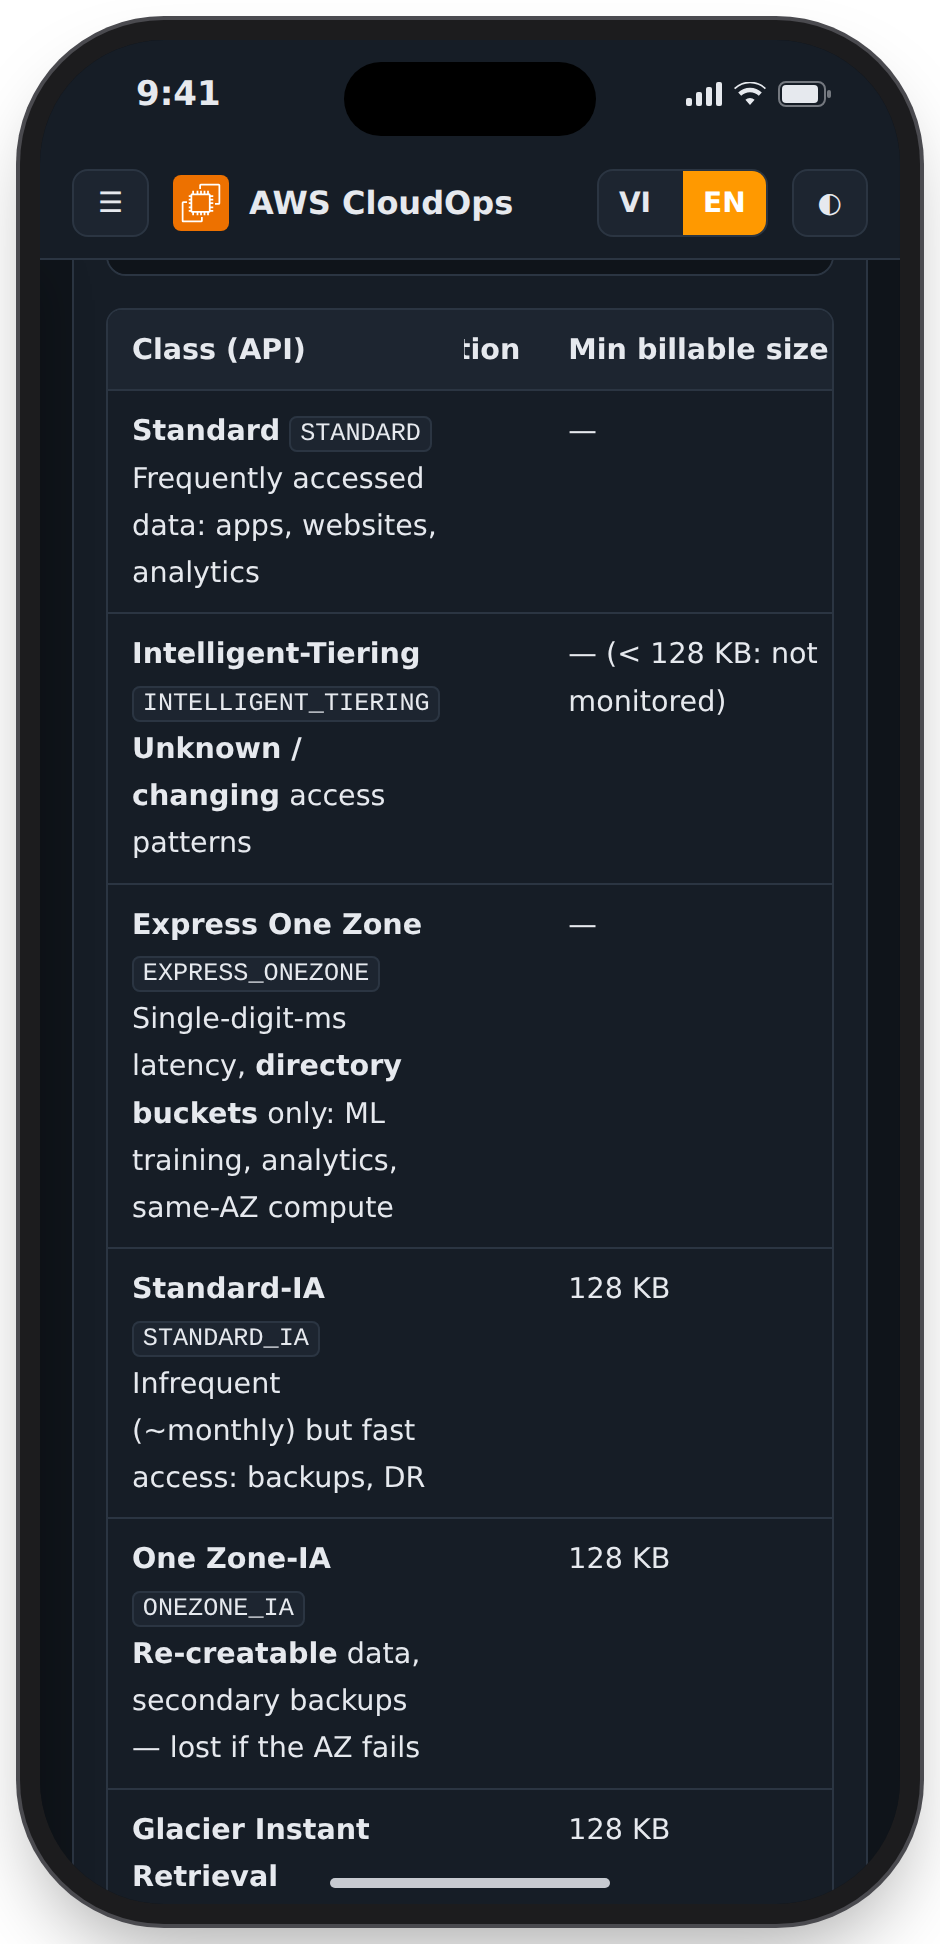 9:41
☰ AWS CloudOps VI EN
Class (API) tion Min billable size
Standard STANDARD —
Frequently accessed
data: apps, websites,
analytics
Intelligent-Tiering — (< 128 KB: not
INTELLIGENT_TIERING monitored)
Unknown /
changing access
patterns
Express One Zone —
EXPRESS_ONEZONE
Single-digit-ms
latency, directory
buckets only: ML
training, analytics,
same-AZ compute
Standard-IA 128 KB
STANDARD_IA
Infrequent
(~monthly) but fast
access: backups, DR
One Zone-IA 128 KB
ONEZONE_IA
Re-creatable data,
secondary backups
— lost if the AZ fails
Glacier Instant 128 KB
Retrieval